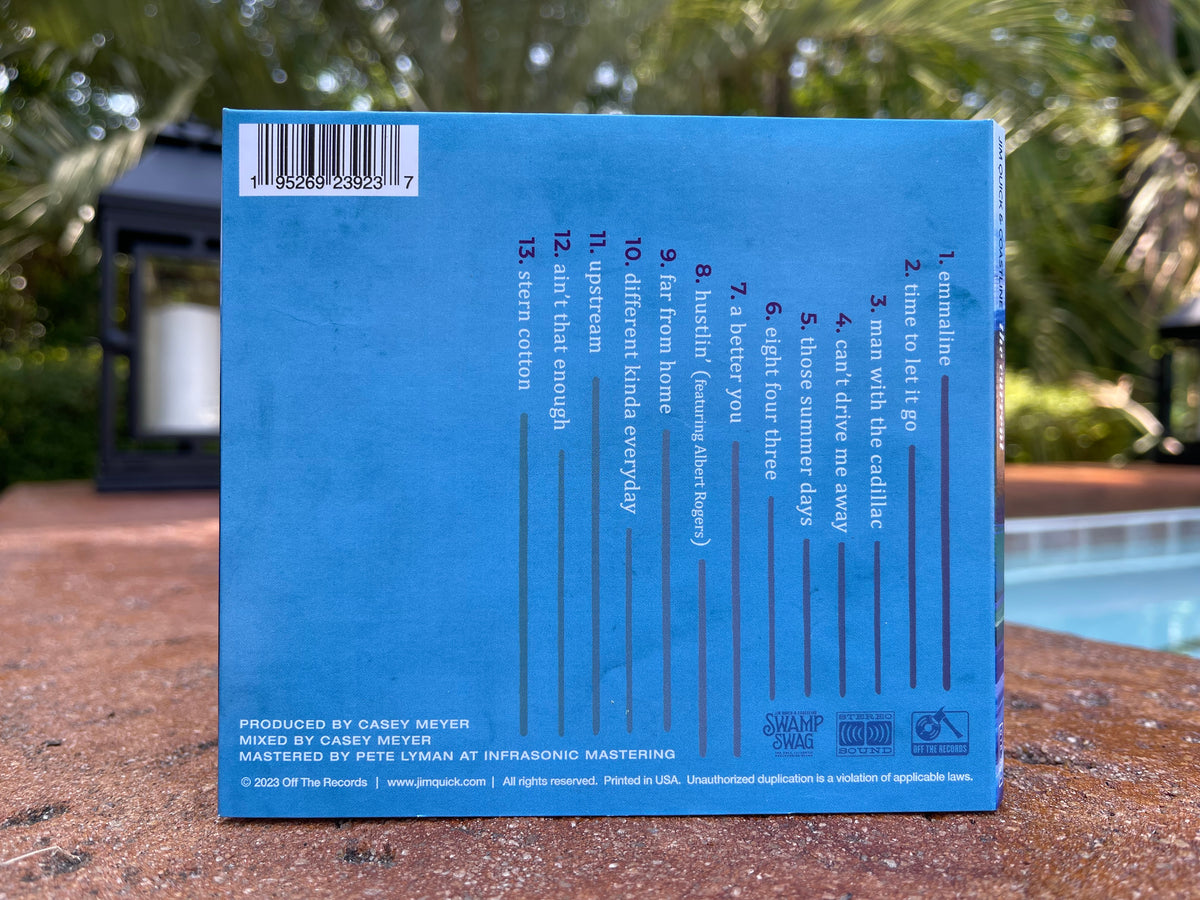 1 95269 23923 7
1. emmaline
2. time to let it go
3. man with the cadillac
4. can't drive me away
5. those summer days
6. eight four three
7. a better you
8. hustlin' (featuring Albert Rogers)
9. far from home
10. different kinda everyday
11. upstream
12. ain't that enough
13. stern cotton
PRODUCED BY CASEY MEYER
MIXED BY CASEY MEYER
MASTERED BY PETE LYMAN AT INFRASONIC MASTERING
JIM QUICK & COASTLINE
SWAMP
SWAG
STEREO
SOUND
OFF THE RECORDS
© 2023 Off The Records | www.jimquick.com | All rights reserved. Printed in USA. Unauthorized duplication is a violation of applicable laws.
JIM QUICK & COASTLINE